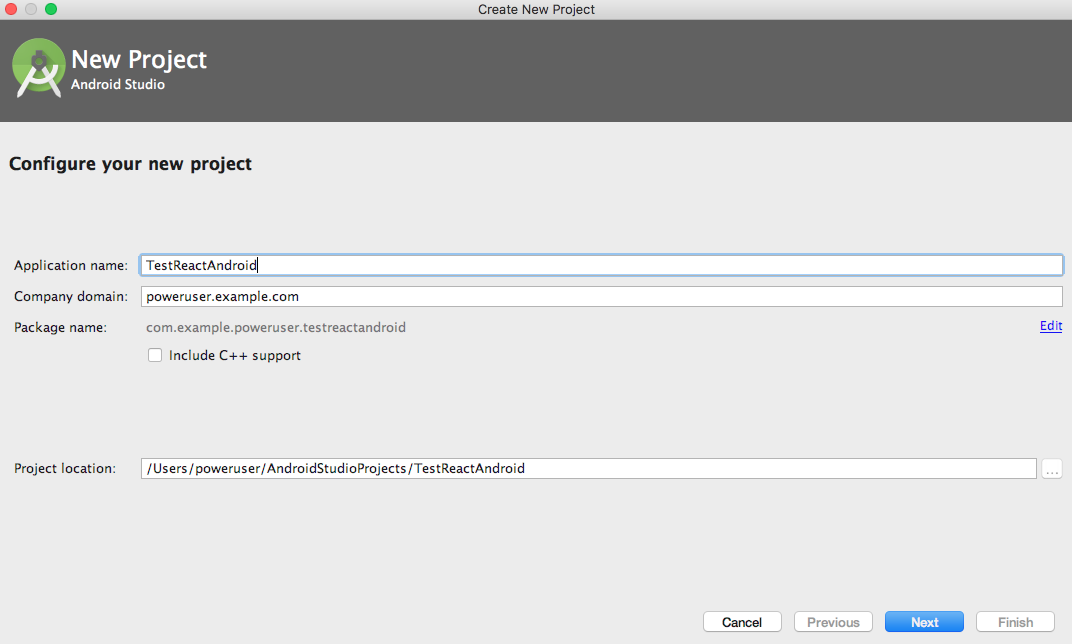 Create New Project
New Project
Android Studio
Configure your new project
Application name: TestReactAndroid
Company domain: poweruser.example.com
Package name: com.example.poweruser.testreactandroid Edit
Include C++ support
Project location: /Users/poweruser/AndroidStudioProjects/TestReactAndroid ...
Cancel Previous Next Finish